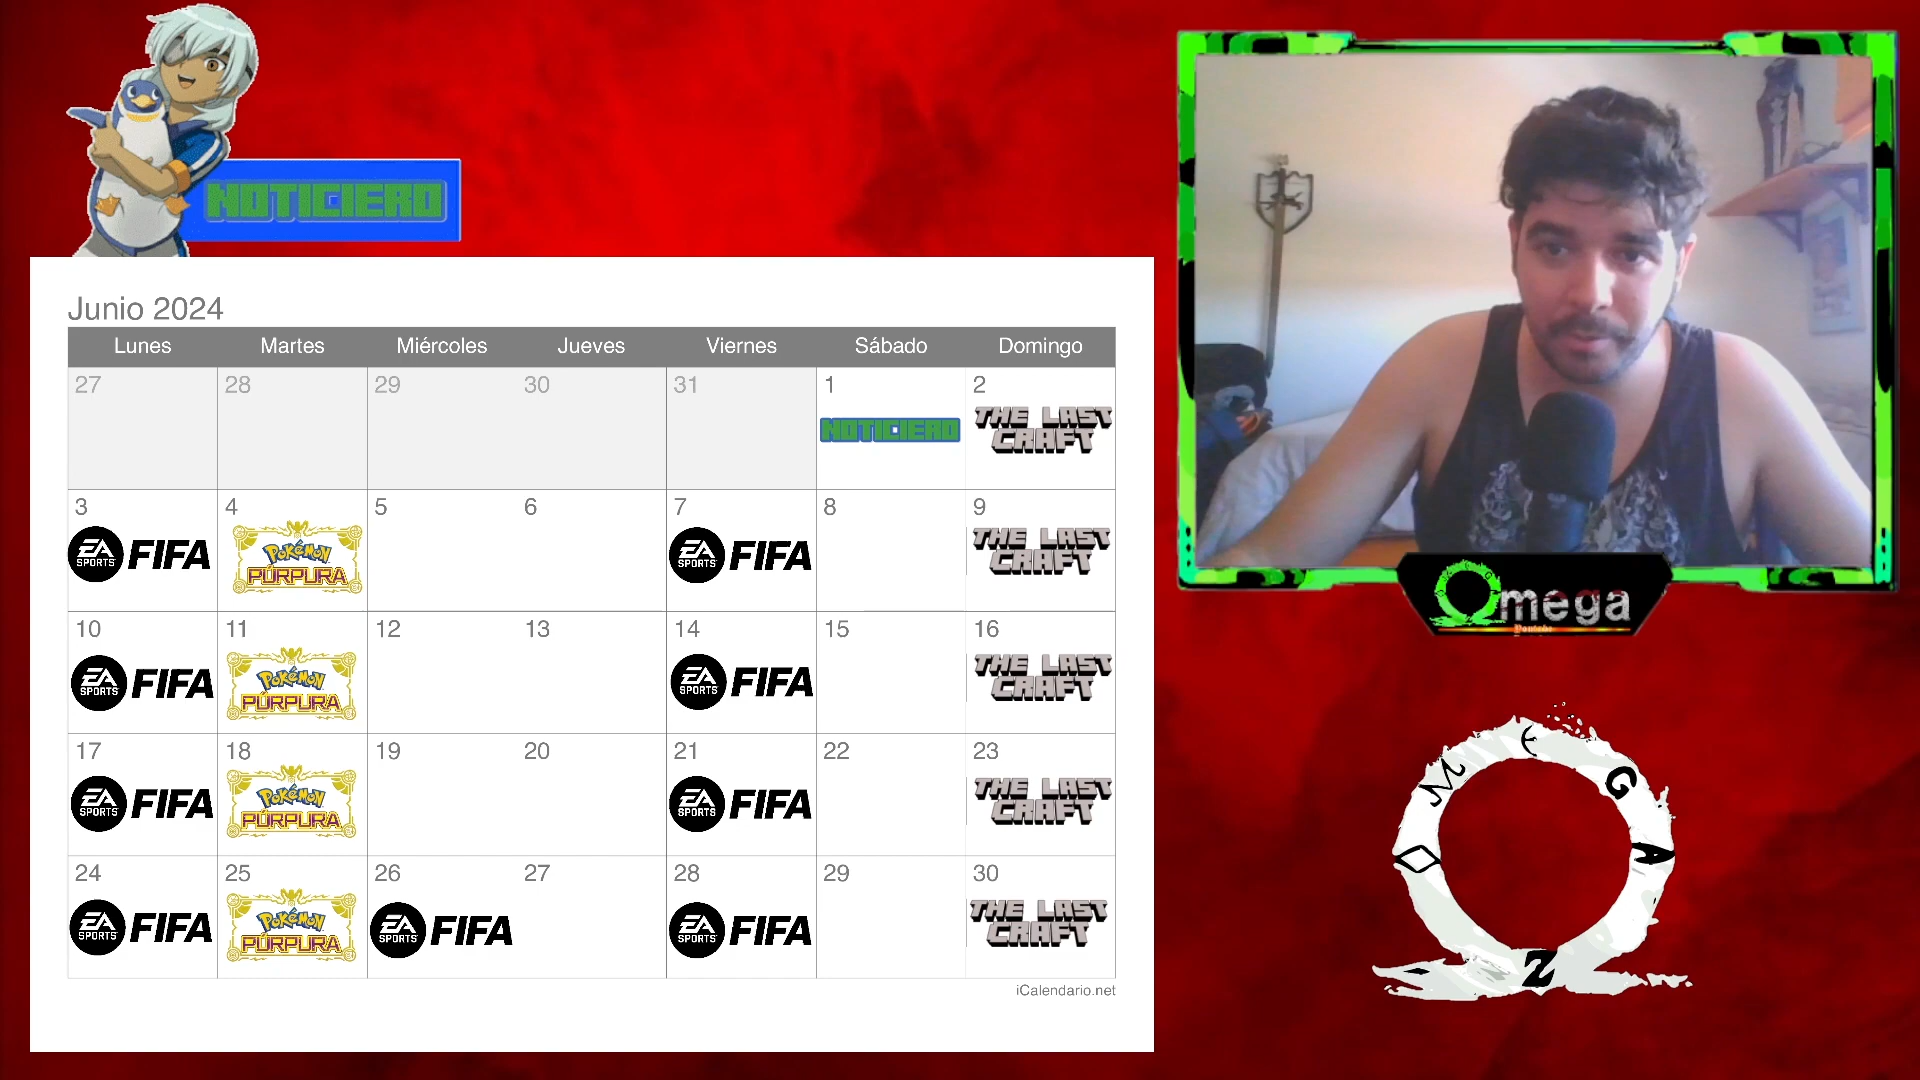 NOTICIERO
Junio 2024
Lunes Martes Miércoles Jueves Viernes Sábado Domingo
27 28 29 30 31 1 2
NOTICIERO THE LAST CRAFT
3 4 5 6 7 8 9
EA SPORTS FIFA Pokémon PÚRPURA EA SPORTS FIFA THE LAST CRAFT
10 11 12 13 14 15 16
EA SPORTS FIFA Pokémon PÚRPURA EA SPORTS FIFA THE LAST CRAFT
17 18 19 20 21 22 23
EA SPORTS FIFA Pokémon PÚRPURA EA SPORTS FIFA THE LAST CRAFT
24 25 26 27 28 29 30
EA SPORTS FIFA Pokémon PÚRPURA EA SPORTS FIFA EA SPORTS FIFA THE LAST CRAFT
iCalendario.net
Ωmega
Youtube
OMEGA
Z